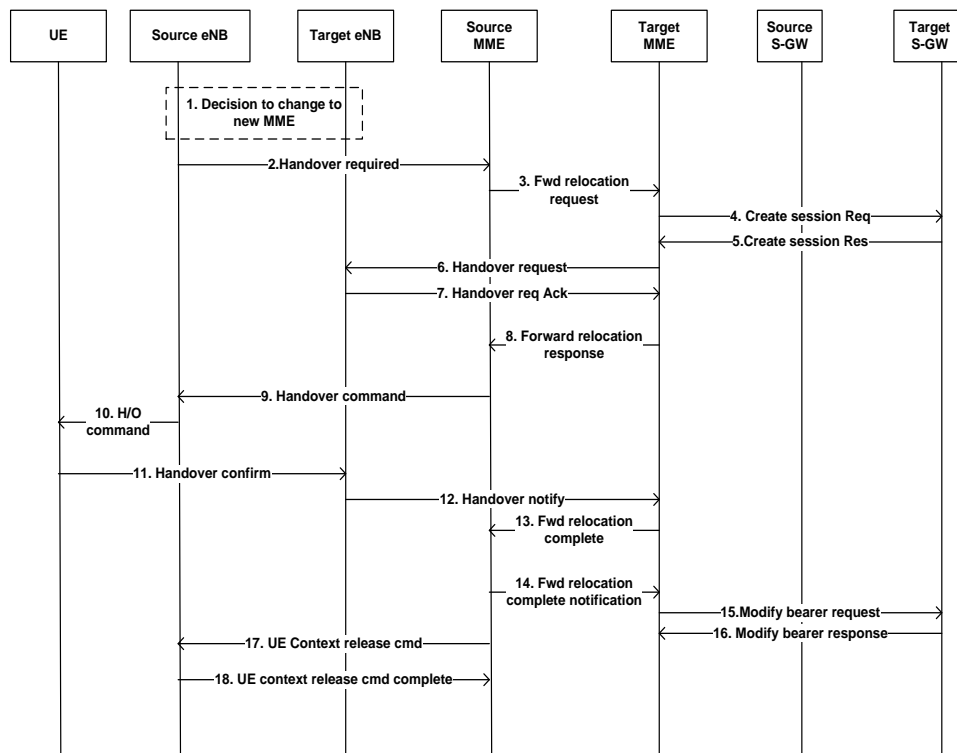 UE
Source eNB
Target eNB
Source
MME
Target
MME
Source
S-GW
Target
S-GW
1. Decision to change to
new MME
2.Handover required
3. Fwd relocation
request
4. Create session Req
5.Create session Res
6. Handover request
7. Handover req Ack
8. Forward relocation
response
9. Handover command
10. H/O
command
11. Handover confirm
12. Handover notify
13. Fwd relocation
complete
14. Fwd relocation
complete notification
15.Modify bearer request
16. Modify bearer response
17. UE Context release cmd
18. UE context release cmd complete